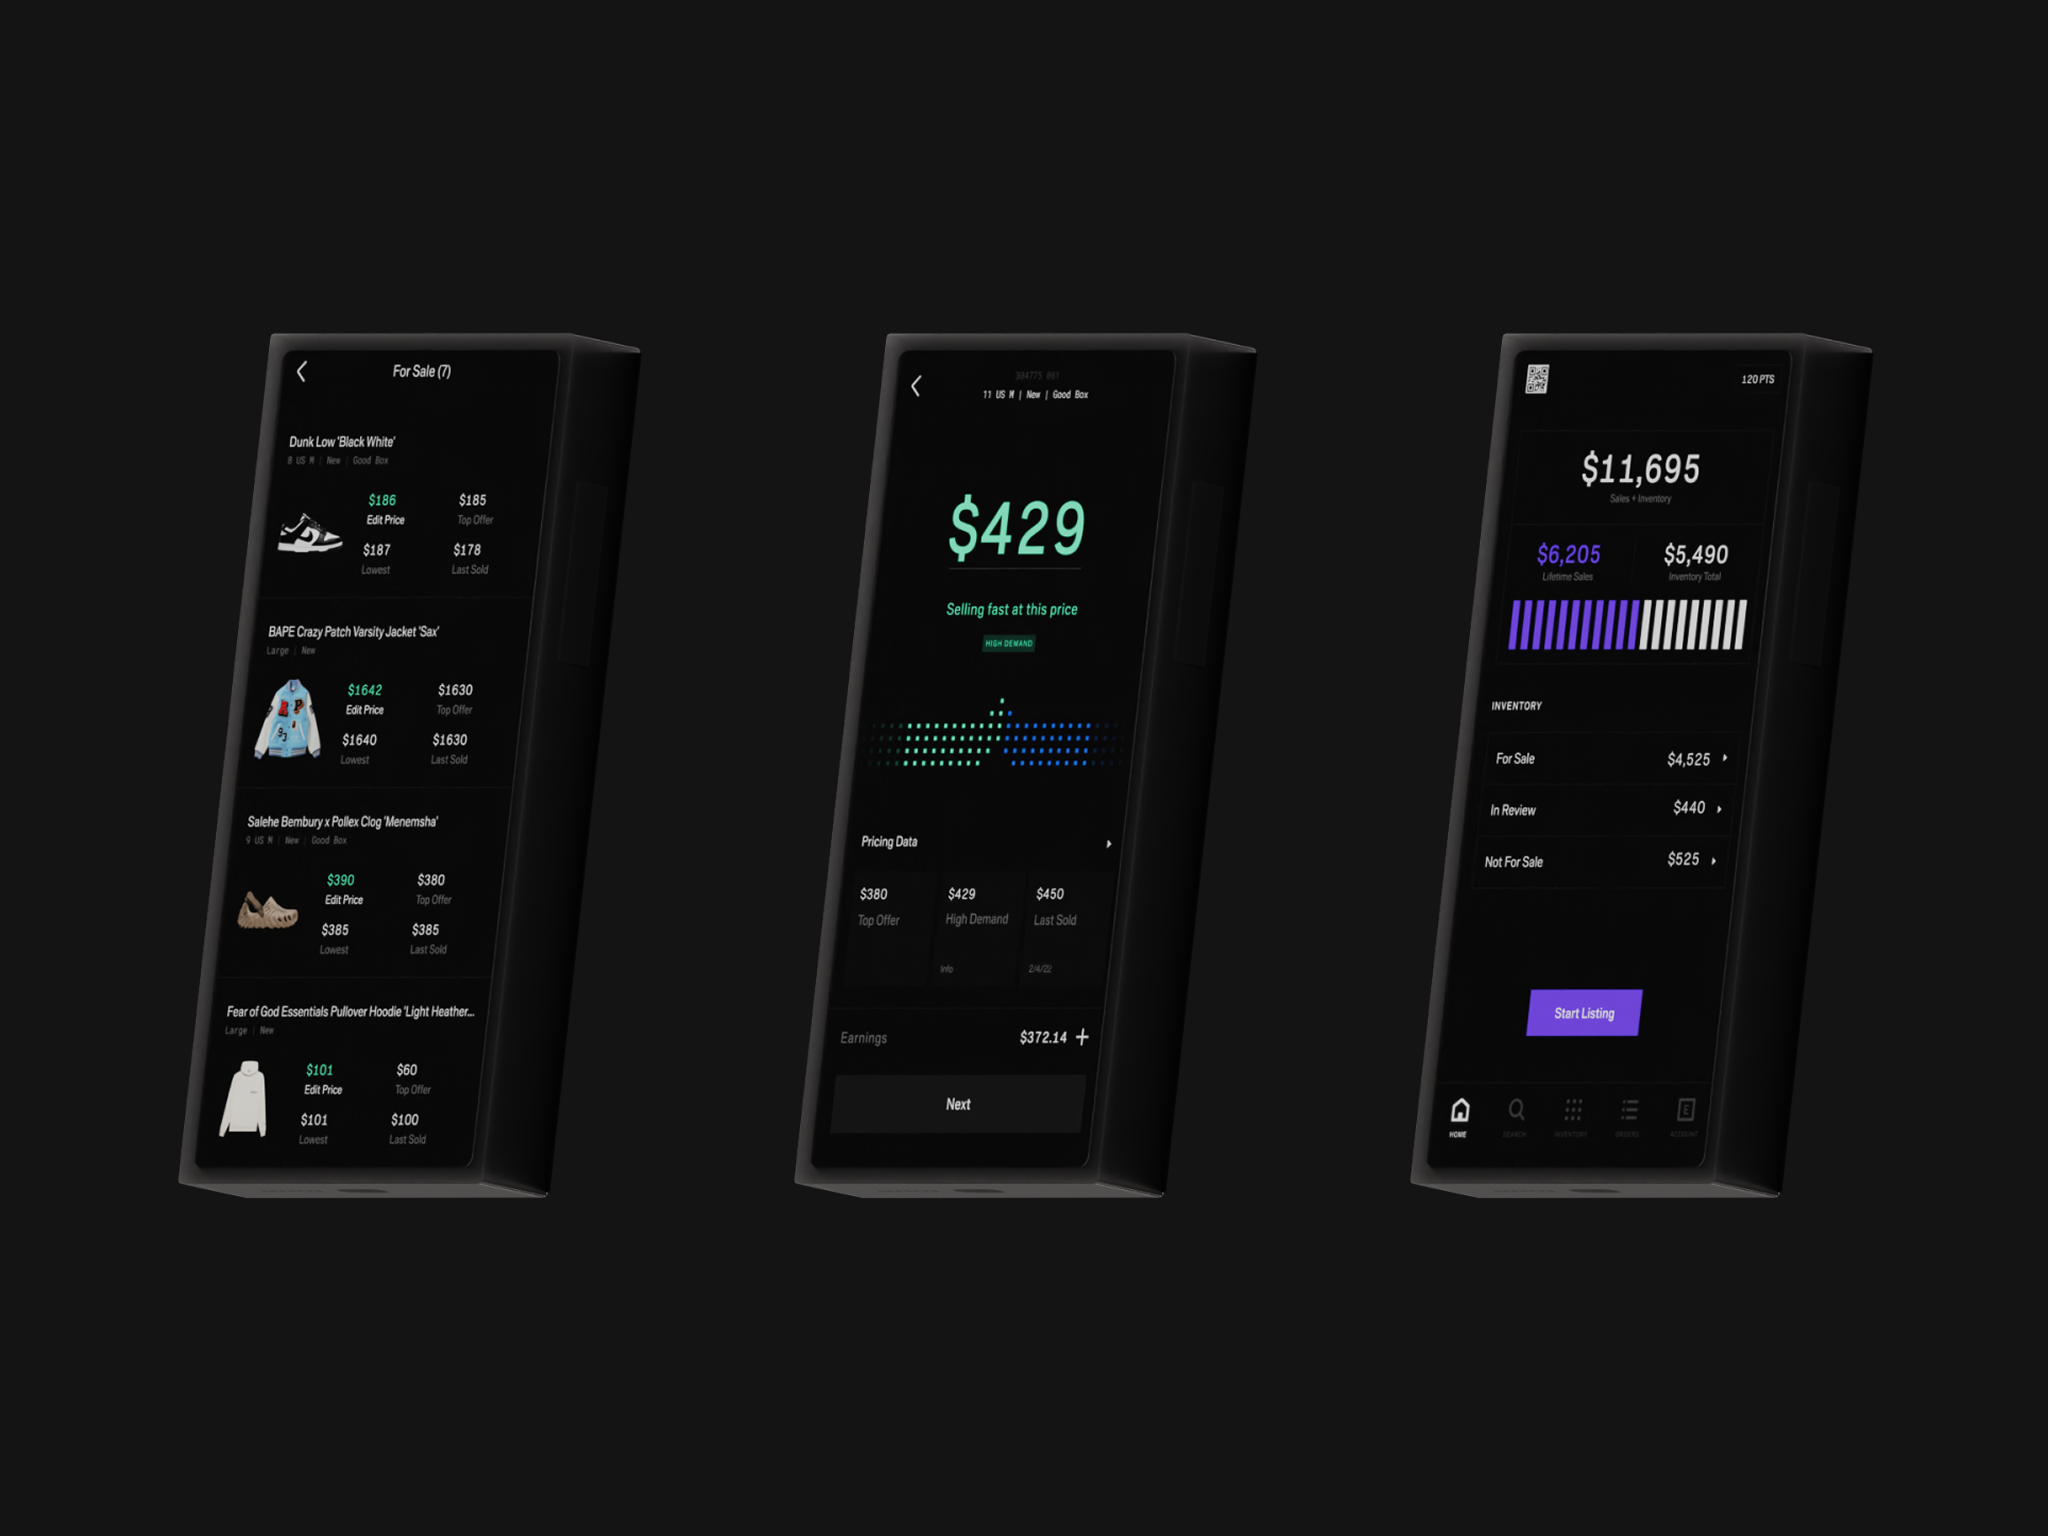 For Sale (7)
Dunk Low 'Black White'
8 US M | New | Good Box
$186
$185
Edit Price
Top Offer
$187
$178
Lowest
Last Sold
BAPE Crazy Patch Varsity Jacket 'Sax'
Large | New
$1642
$1630
Edit Price
Top Offer
$1640
$1630
Lowest
Last Sold
Salehe Bembury x Pollex Clog 'Menemsha'
9 US M | New | Good Box
$390
$380
Edit Price
Top Offer
$385
$385
Lowest
Last Sold
Fear of God Essentials Pullover Hoodie 'Light Heather...
Large | New
$101
$60
Edit Price
Top Offer
$101
$100
Lowest
Last Sold
304775 061
11 US M | New | Good Box
$429
Selling fast at this price
HIGH DEMAND
Pricing Data
$380
$429
$450
Top Offer
High Demand
Last Sold
Info
2/4/22
Earnings
$372.14
Next
120 PTS
$11,695
Sales + Inventory
$6,205
$5,490
Lifetime Sales
Inventory Total
INVENTORY
For Sale
$4,525
In Review
$440
Not For Sale
$525
Start Listing
HOME
SEARCH
INVENTORY
ORDERS
ACCOUNT